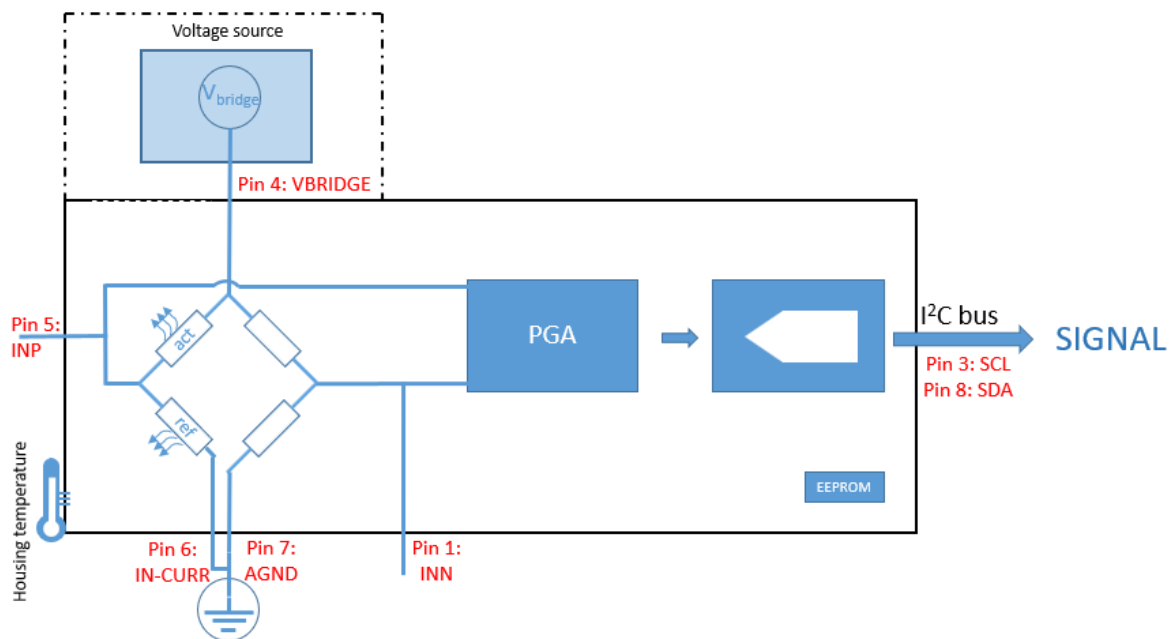 Voltage source
Vbridge
Pin 4: VBRIDGE
Pin 5:
INP
act
ref
PGA
I²C bus
SIGNAL
Pin 3: SCL
Pin 8: SDA
EEPROM
Housing temperature
Pin 6:
IN-CURR
Pin 7:
AGND
Pin 1:
INN